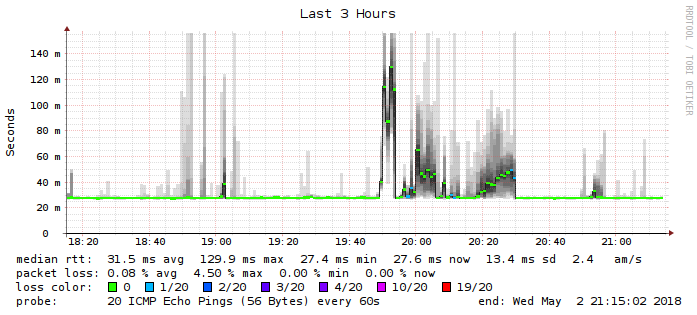 Last 3 Hours
RRDTOOL / TOBI OETIKER
Seconds
140 m
120 m
100 m
80 m
60 m
40 m
20 m
0
18:20 18:40 19:00 19:20 19:40 20:00 20:20 20:40 21:00
median rtt: 31.5 ms avg 129.9 ms max 27.4 ms min 27.6 ms now 13.4 ms sd 2.4 am/s
packet loss: 0.08 % avg 4.50 % max 0.00 % min 0.00 % now
loss color: 0 1/20 2/20 3/20 4/20 10/20 19/20
probe: 20 ICMP Echo Pings (56 Bytes) every 60s end: Wed May 2 21:15:02 2018